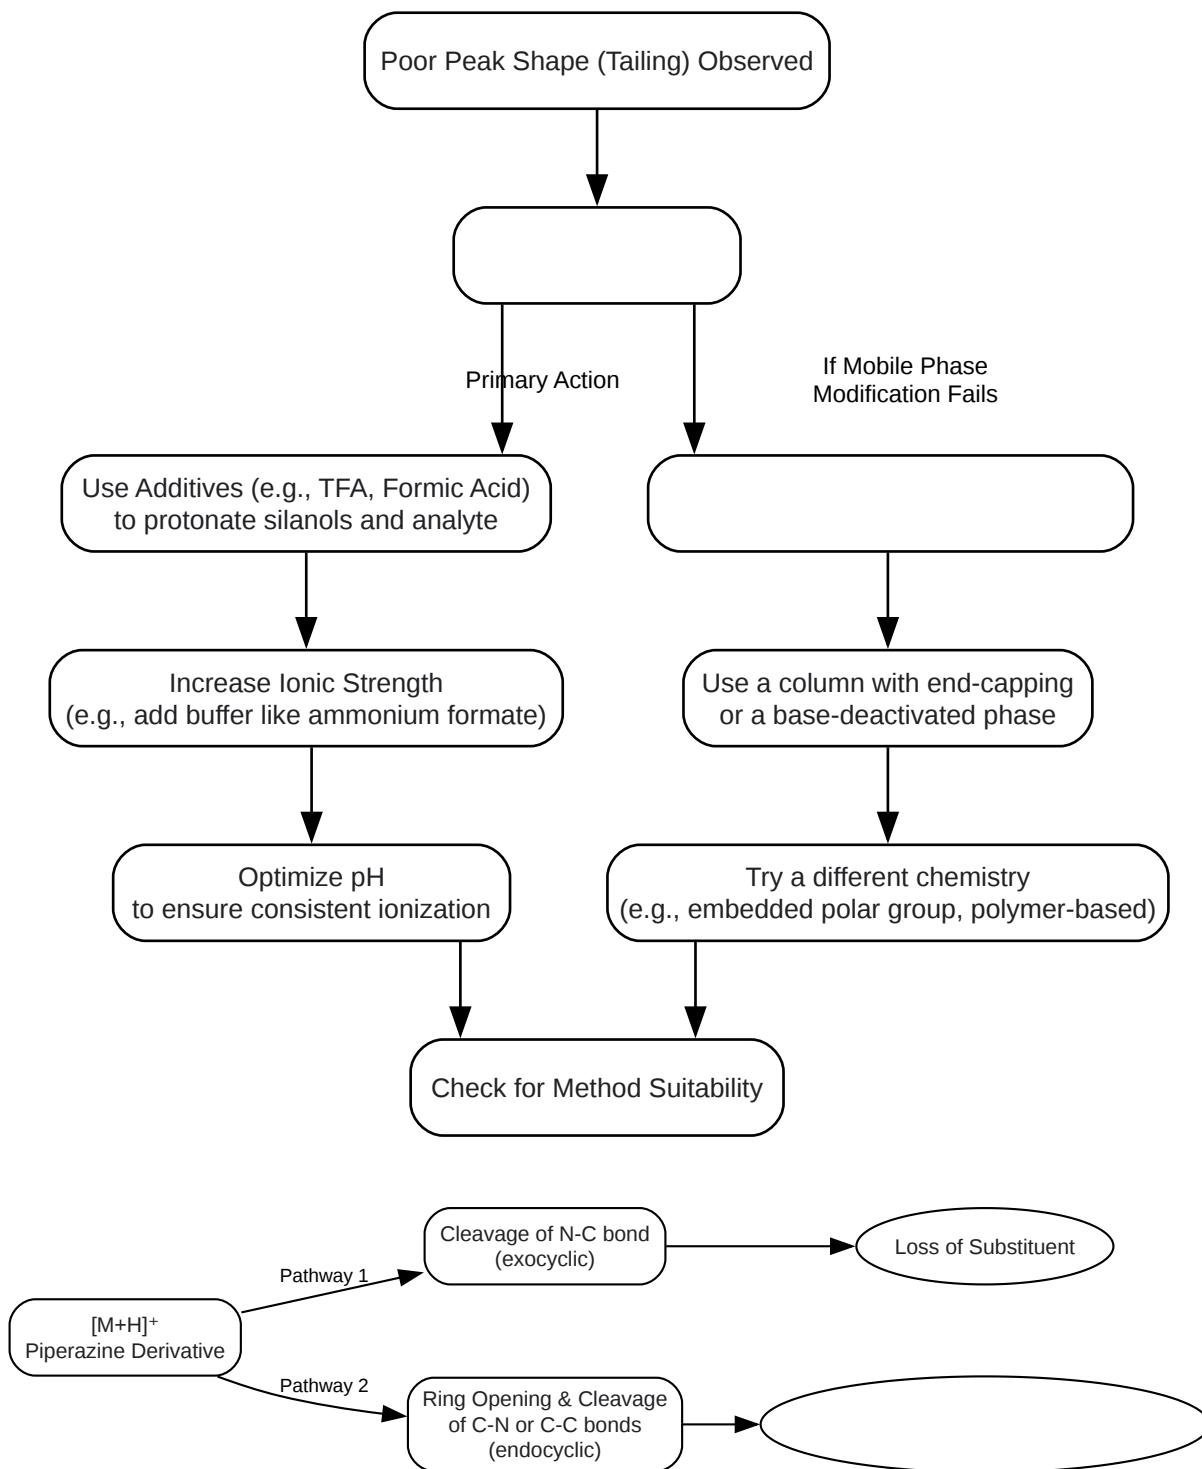 Poor Peak Shape (Tailing) Observed
Primary Action
If Mobile Phase
Modification Fails
Use Additives (e.g., TFA, Formic Acid)
to protonate silanols and analyte
Increase Ionic Strength
(e.g., add buffer like ammonium formate)
Use a column with end-capping
or a base-deactivated phase
Optimize pH
to ensure consistent ionization
Try a different chemistry
(e.g., embedded polar group, polymer-based)
Check for Method Suitability
Cleavage of N-C bond
(exocyclic)
Loss of Substituent
Pathway 1
[M+H]⁺
Piperazine Derivative
Pathway 2
Ring Opening & Cleavage
of C-N or C-C bonds
(endocyclic)